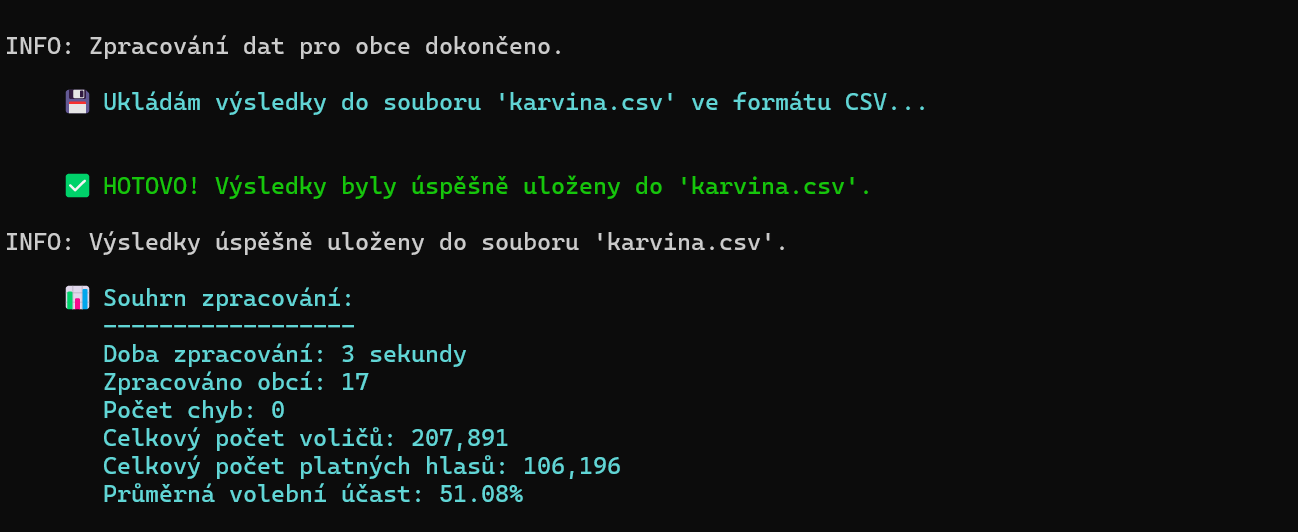 INFO: Zpracování dat pro obce dokončeno.
💾 Ukládám výsledky do souboru 'karvina.csv' ve formátu CSV...
✅ HOTOVO! Výsledky byly úspěšně uloženy do 'karvina.csv'.
INFO: Výsledky úspěšně uloženy do souboru 'karvina.csv'.
📊 Souhrn zpracování:
------------------
Doba zpracování: 3 sekundy
Zpracováno obcí: 17
Počet chyb: 0
Celkový počet voličů: 207,891
Celkový počet platných hlasů: 106,196
Průměrná volební účast: 51.08%